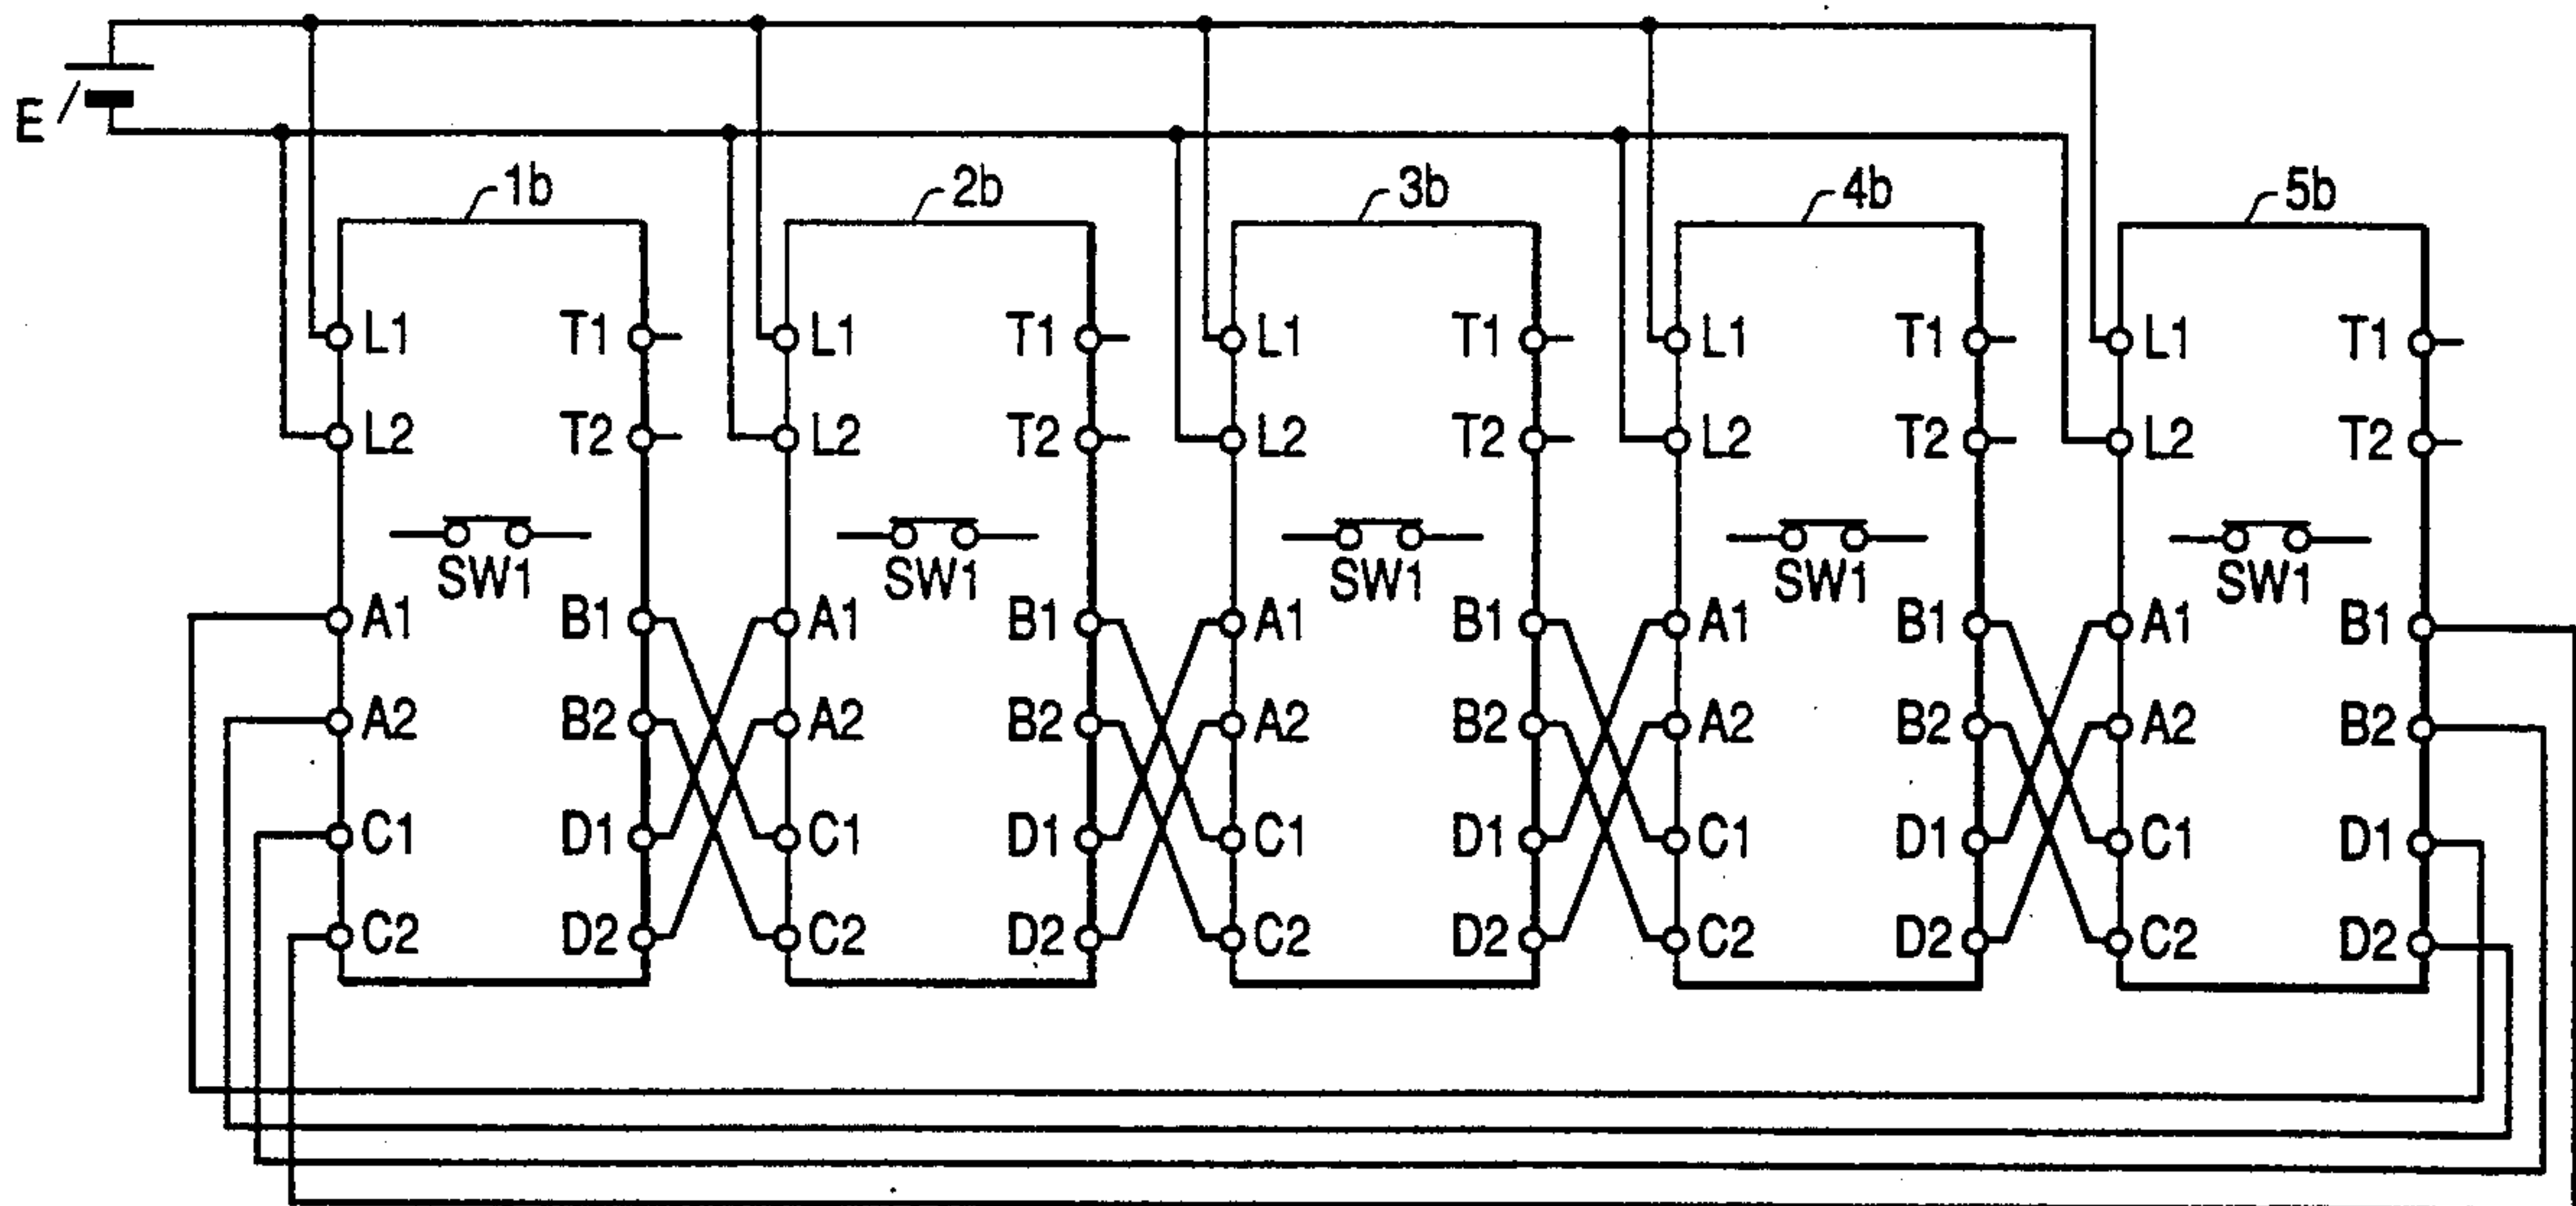 E
1b 2b 3b 4b 5b
L1 T1 L1 T1 L1 T1 L1 T1 L1 T1
L2 T2 L2 T2 L2 T2 L2 T2 L2 T2
SW1 SW1 SW1 SW1 SW1
A1 B1 A1 B1 A1 B1 A1 B1 A1 B1
A2 B2 A2 B2 A2 B2 A2 B2 A2 B2
C1 D1 C1 D1 C1 D1 C1 D1 C1 D1
C2 D2 C2 D2 C2 D2 C2 D2 C2 D2